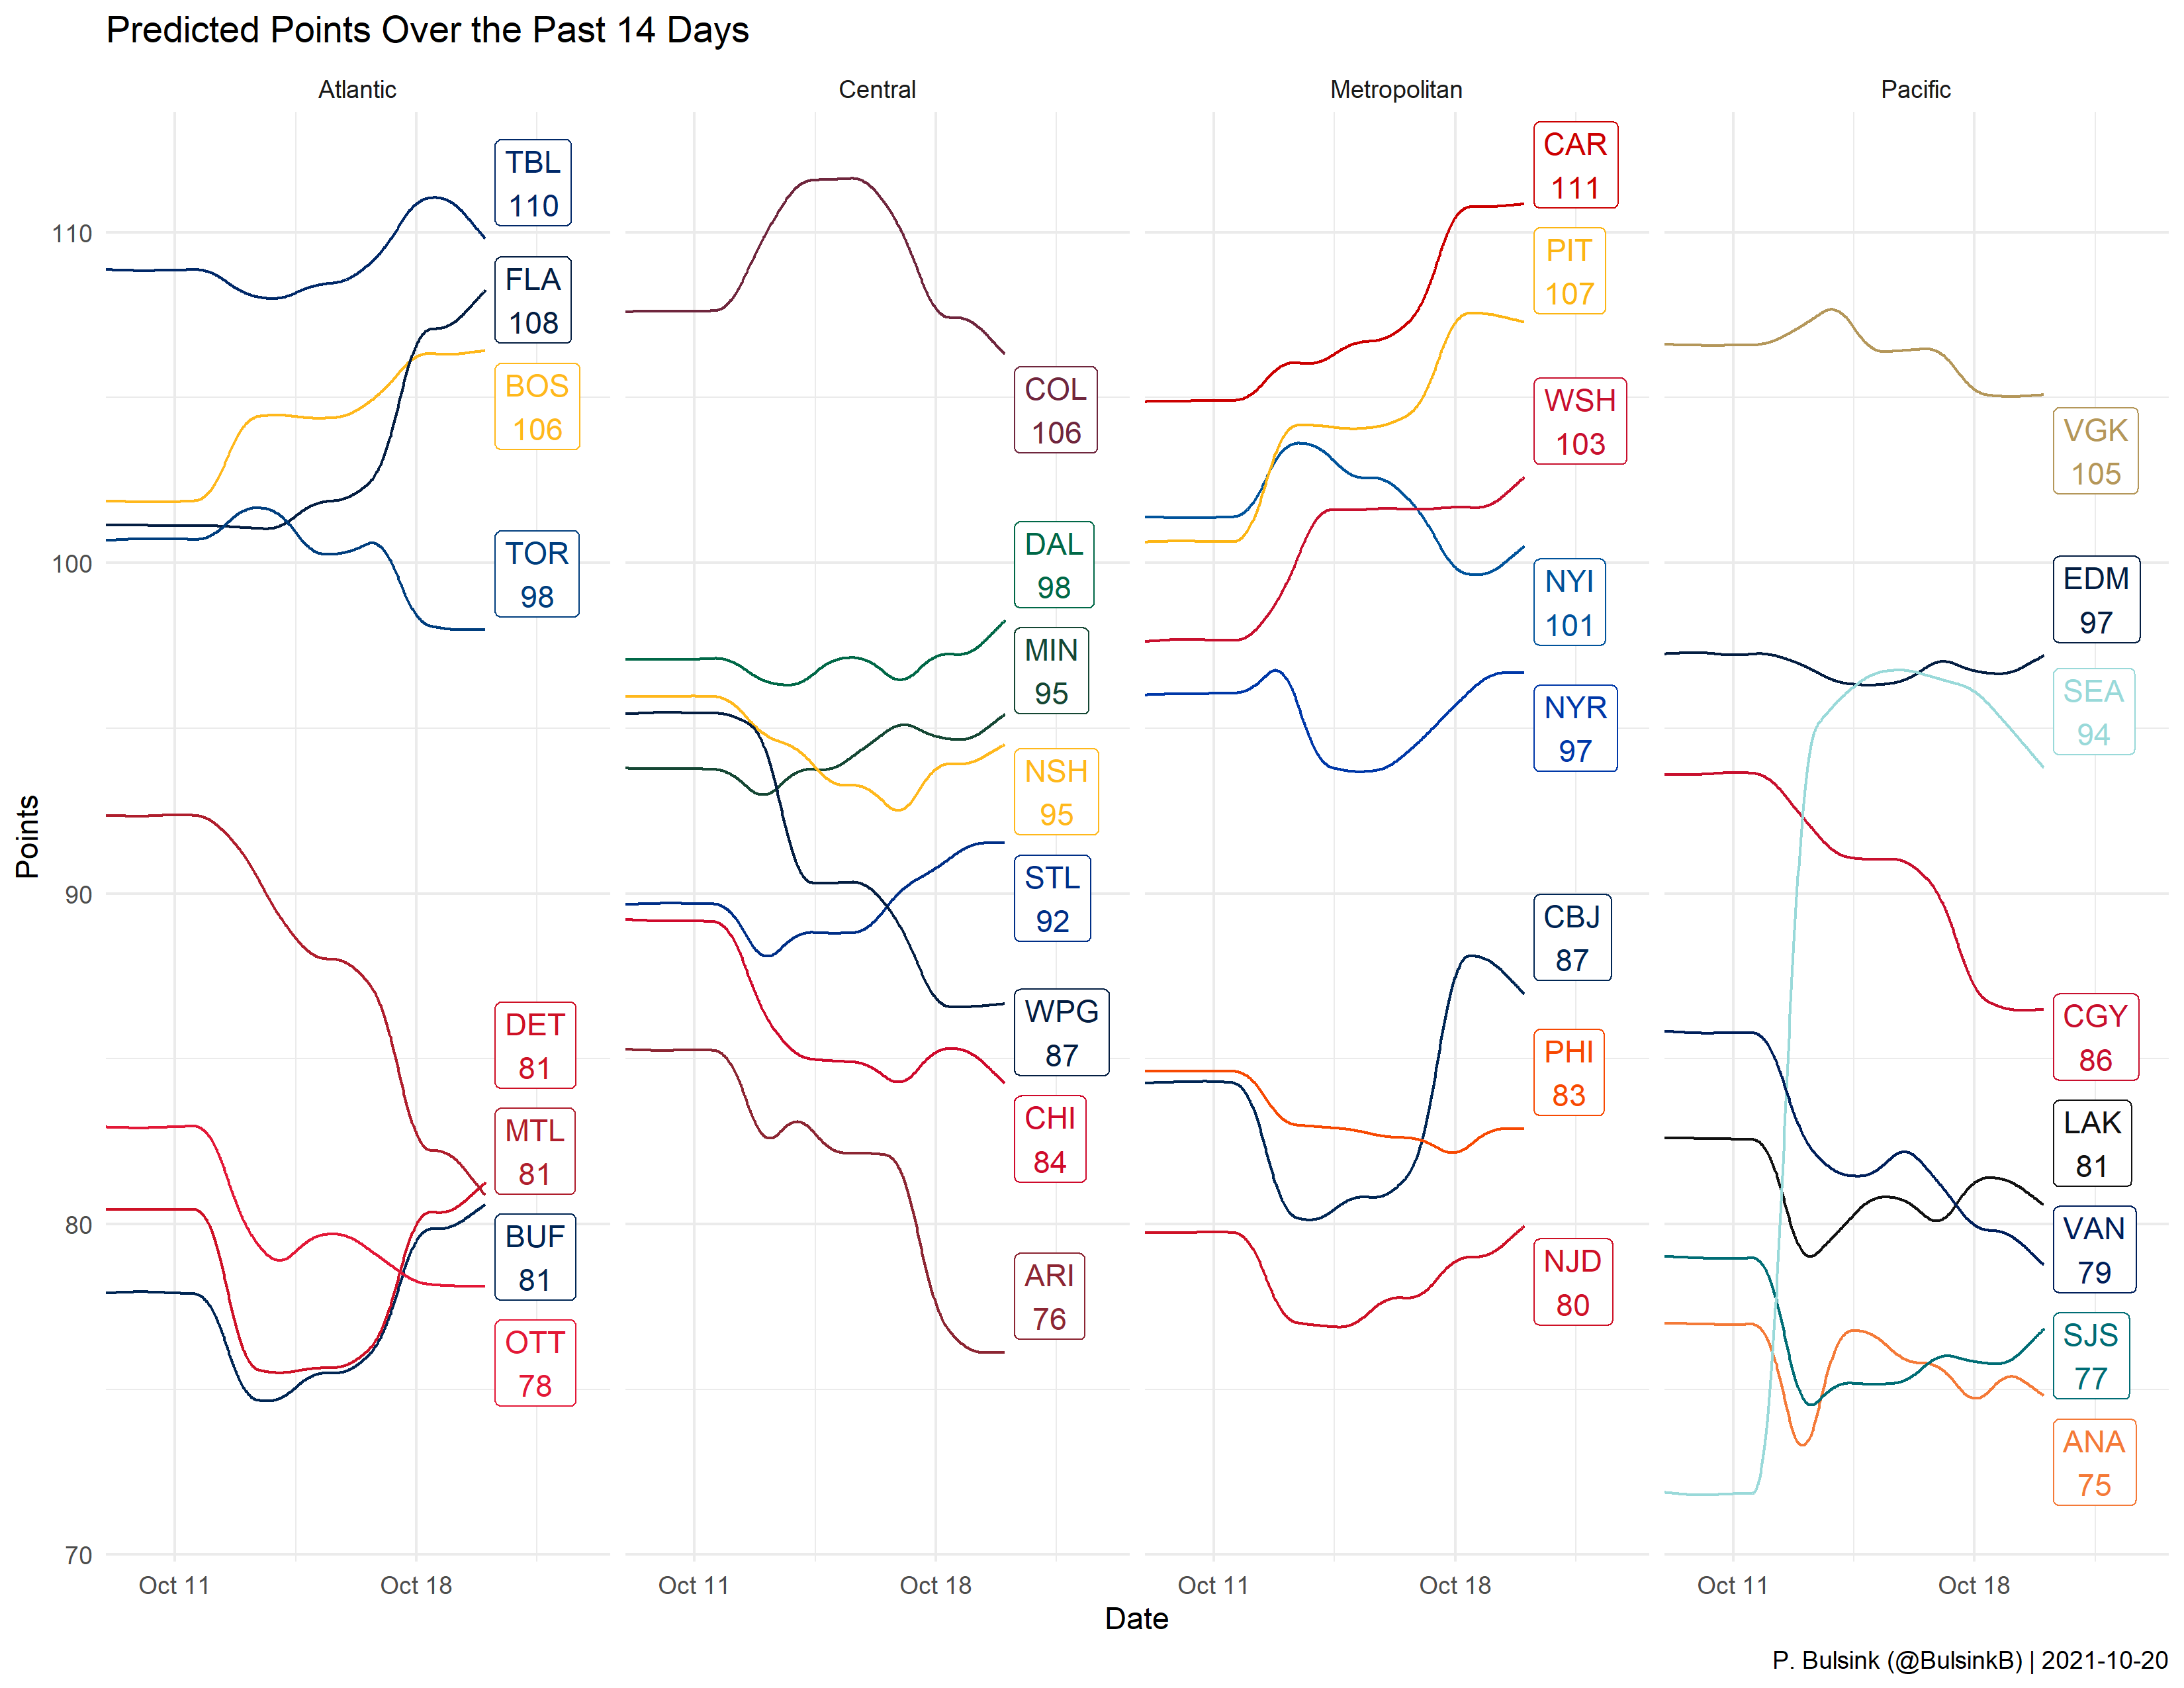 Predicted Points Over the Past 14 Days
Atlantic
Central
Metropolitan
Pacific
Points
110
100
90
80
70
TBL
110
FLA
108
BOS
106
TOR
98
DET
81
MTL
81
BUF
81
OTT
78
COL
106
DAL
98
MIN
95
NSH
95
STL
92
WPG
87
CHI
84
ARI
76
CAR
111
PIT
107
WSH
103
NYI
101
NYR
97
CBJ
87
PHI
83
NJD
80
VGK
105
EDM
97
SEA
94
CGY
86
LAK
81
VAN
79
SJS
77
ANA
75
Oct 11
Oct 18
Oct 11
Oct 18
Oct 11
Oct 18
Oct 11
Oct 18
Date
P. Bulsink (@BulsinkB) | 2021-10-20